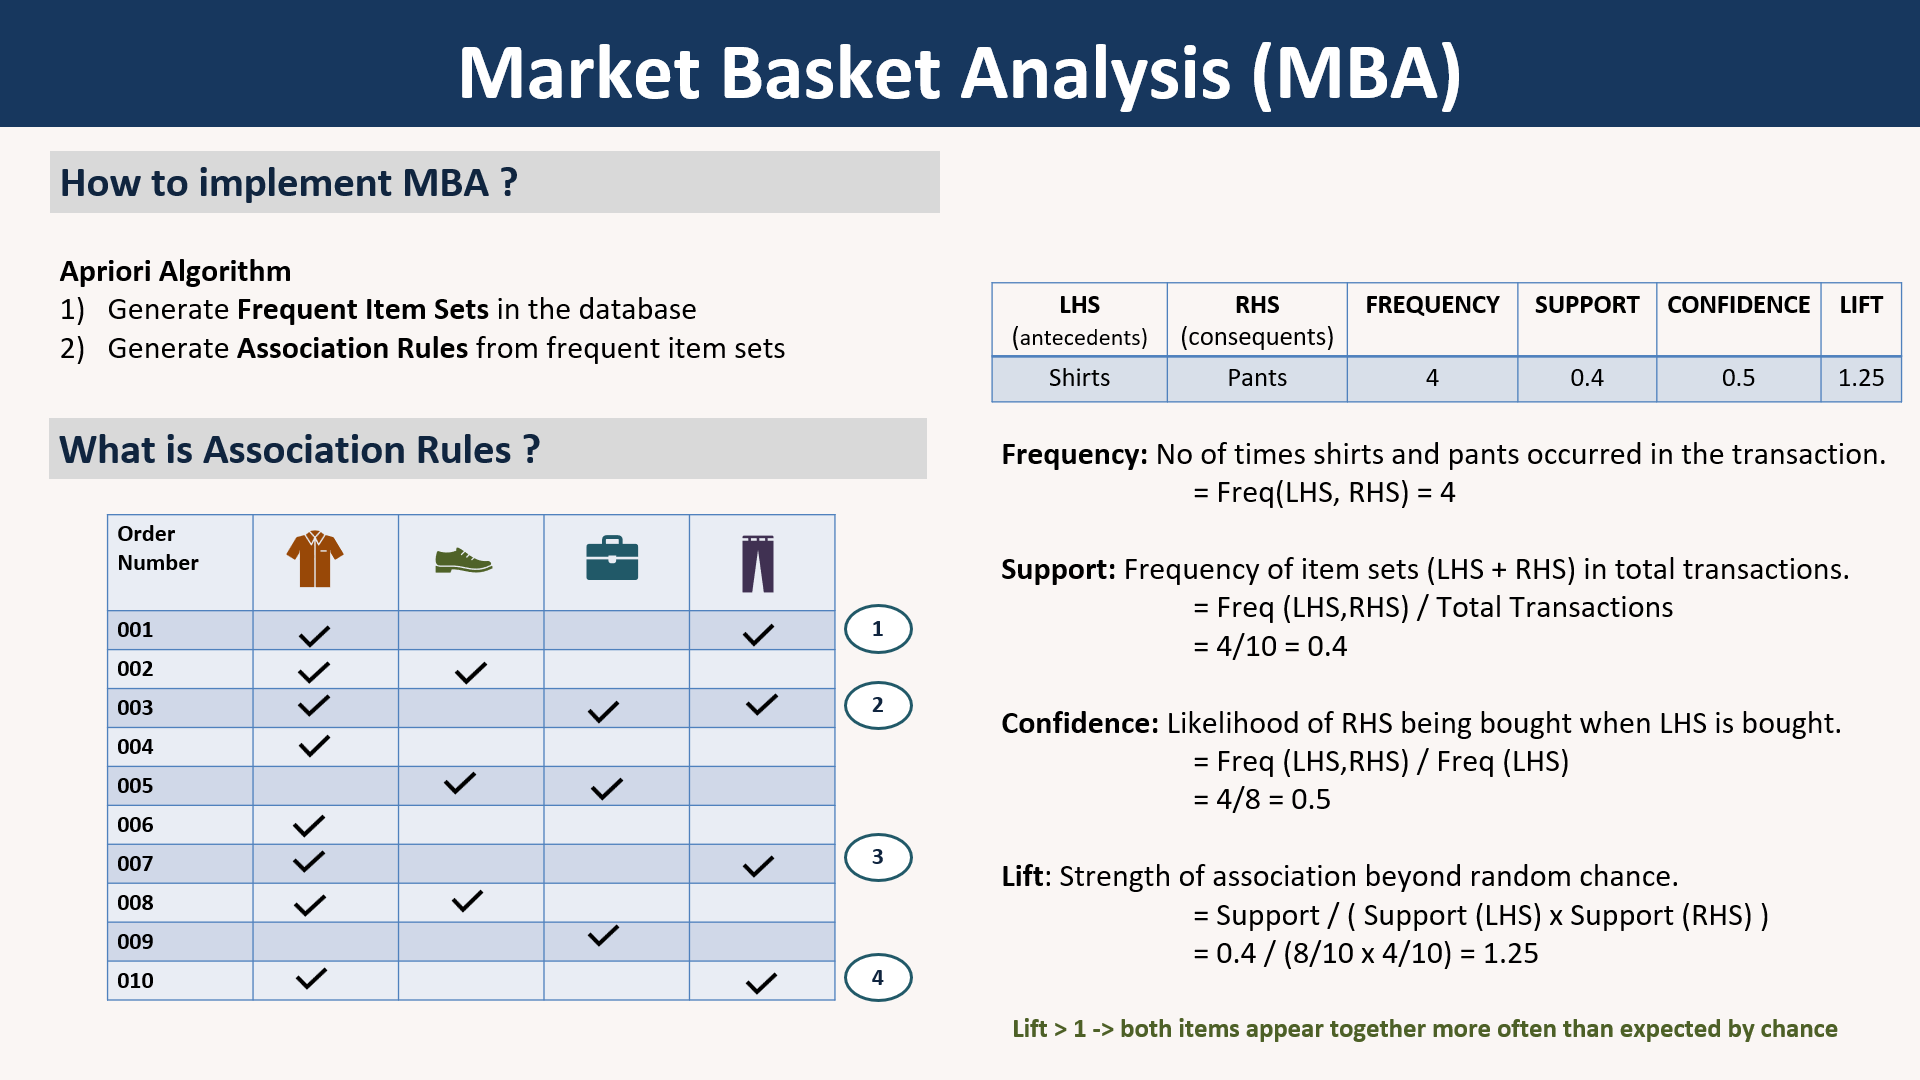 Market Basket Analysis (MBA)
How to implement MBA ?
Apriori Algorithm
1) Generate Frequent Item Sets in the database
2) Generate Association Rules from frequent item sets
What is Association Rules ?
Order
Number
001
1
002
003
2
004
005
006
007
3
008
009
010
4
LHS RHS FREQUENCY SUPPORT CONFIDENCE LIFT
(antecedents) (consequents)
Shirts Pants 4 0.4 0.5 1.25
Frequency: No of times shirts and pants occurred in the transaction.
= Freq(LHS, RHS) = 4
Support: Frequency of item sets (LHS + RHS) in total transactions.
= Freq (LHS,RHS) / Total Transactions
= 4/10 = 0.4
Confidence: Likelihood of RHS being bought when LHS is bought.
= Freq (LHS,RHS) / Freq (LHS)
= 4/8 = 0.5
Lift: Strength of association beyond random chance.
= Support / ( Support (LHS) x Support (RHS) )
= 0.4 / (8/10 x 4/10) = 1.25
Lift > 1 -> both items appear together more often than expected by chance